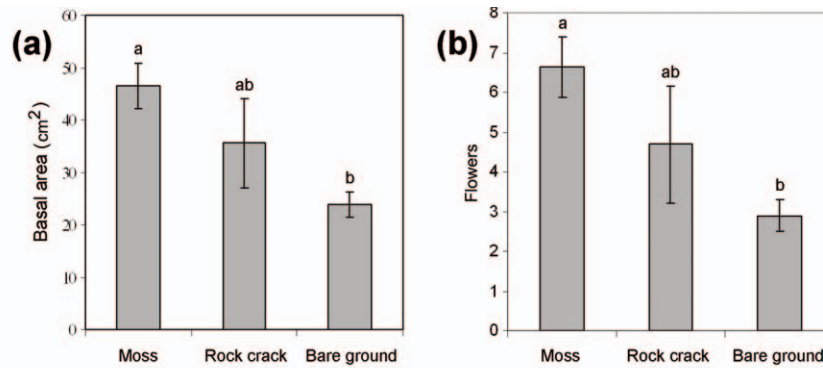 (a)
Basal area (cm²)
60
50
40
30
20
10
0
a
ab
b
Moss
Rock crack
Bare ground
(b)
Flowers
8
7
6
5
4
3
2
1
0
a
ab
b
Moss
Rock crack
Bare ground